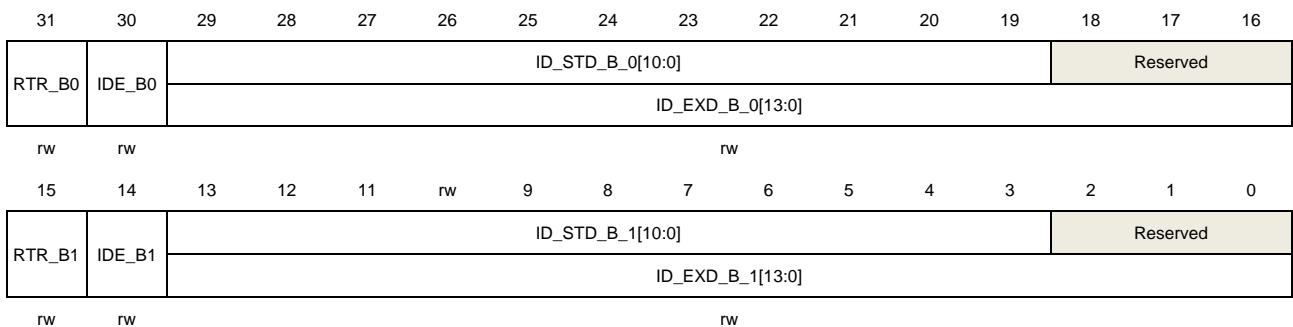 31 30 29 28 27 26 25 24 23 22 21 20 19 18 17 16
RTR_B0 IDE_B0 ID_STD_B_0[10:0] Reserved
ID_EXD_B_0[13:0]
rw rw rw
15 14 13 12 11 rw 9 8 7 6 5 4 3 2 1 0
RTR_B1 IDE_B1 ID_STD_B_1[10:0] Reserved
ID_EXD_B_1[13:0]
rw rw rw